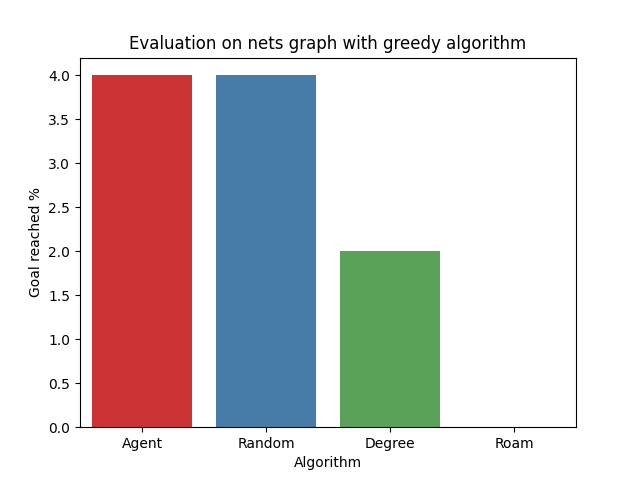 Evaluation on nets graph with greedy algorithm
Goal reached %
4.0
3.5
3.0
2.5
2.0
1.5
1.0
0.5
0.0
Agent Random Degree Roam
Algorithm